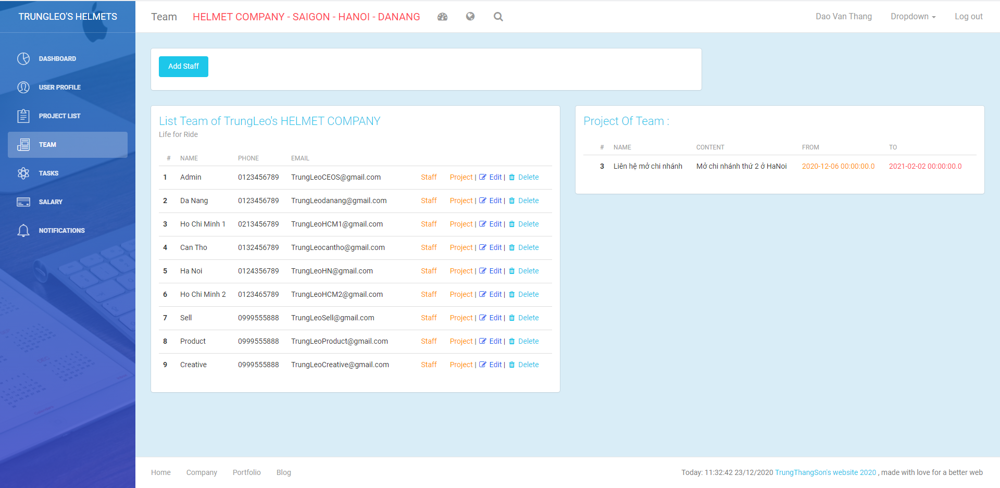 TRUNGLEO'S HELMETS
Team HELMET COMPANY - SAIGON - HANOI - DANANG
Dao Van Thang Dropdown Log out
DASHBOARD
USER PROFILE
PROJECT LIST
TEAM
TASKS
SALARY
NOTIFICATIONS
Add Staff
List Team of TrungLeo's HELMET COMPANY
Life for Ride
# NAME PHONE EMAIL
1 Admin 0123456789 TrungLeoCEOS@gmail.com Staff Project | Edit | Delete
2 Da Nang 0123456789 TrungLeodanang@gmail.com Staff Project | Edit | Delete
3 Ho Chi Minh 1 0213456789 TrungLeoHCM1@gmail.com Staff Project | Edit | Delete
4 Can Tho 0132456789 TrungLeocantho@gmail.com Staff Project | Edit | Delete
5 Ha Noi 0124356789 TrungLeoHN@gmail.com Staff Project | Edit | Delete
6 Ho Chi Minh 2 0123465789 TrungLeoHCM2@gmail.com Staff Project | Edit | Delete
7 Sell 0999555888 TrungLeoSell@gmail.com Staff Project | Edit | Delete
8 Product 0999555888 TrungLeoProduct@gmail.com Staff Project | Edit | Delete
9 Creative 0999555888 TrungLeoCreative@gmail.com Staff Project | Edit | Delete
Project Of Team :
# NAME CONTENT FROM TO
3 Liên hệ mở chi nhánh Mở chi nhánh thứ 2 ở HaNoi 2020-12-06 00:00:00.0 2021-02-02 00:00:00.0
Home Company Portfolio Blog
Today: 11:32:42 23/12/2020 TrungThangSon's website 2020 , made with love for a better web